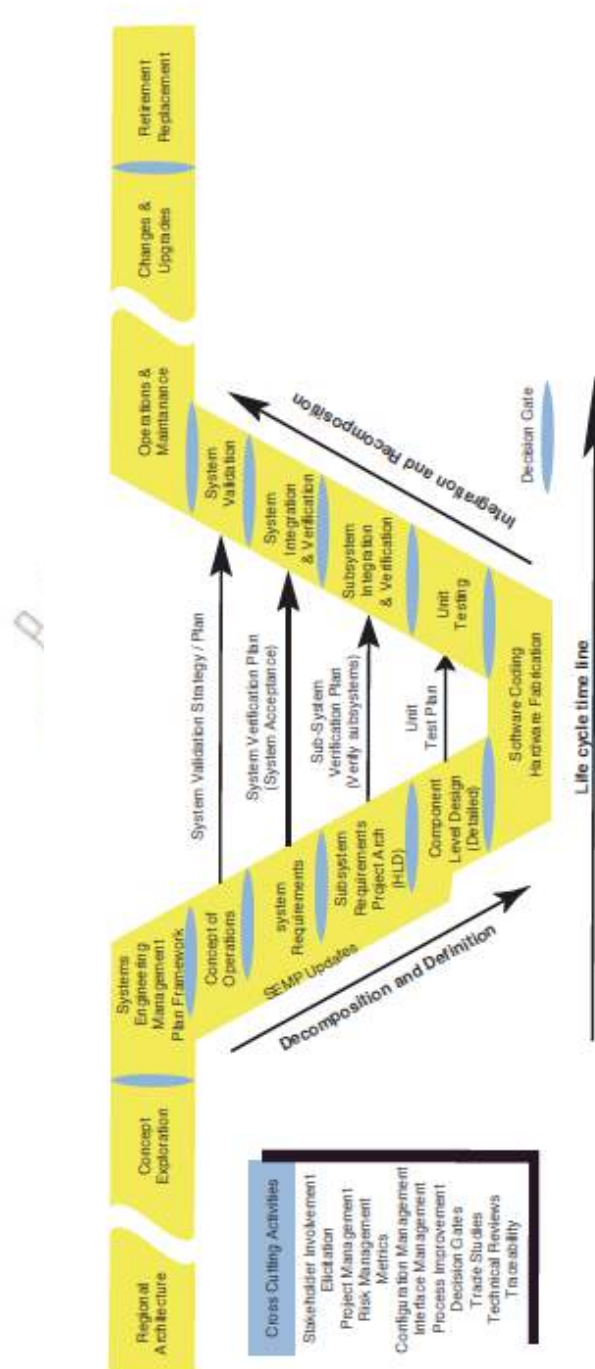 Regional
Architecture
Concept
Exploration
Systems
Engineering
Management
Plan Framework
Concept of
Operations
system
Requirements
Subsystem
Requirements
Project Arch
(HLD)
Component
Level Design
(Detailed)
SEMP Updates
Decomposition and Definition
Software Coding
Hardware Fabrication
Unit
Testing
Subsystem
Integration
& Verification
System
Integration
& Verification
System
Validation
Operations &
Maintanance
Changes &
Upgrades
Retirement
Replacement
System Validation Strategy / Plan
System Verification Plan
(System Acceptance)
Sub-System
Verification Plan
(Verify subsystems)
Unit
Test Plan
Integration and Recomposition
Decision Gate
Life cycle time line
Cross Cutting Activities
Stakeholder Involvement
Elicitation
Project Management
Risk Management
Metrics
Configuration Management
Interface Management
Process Improvement
Decision Gates
Trade Studies
Technical Reviews
Traceability